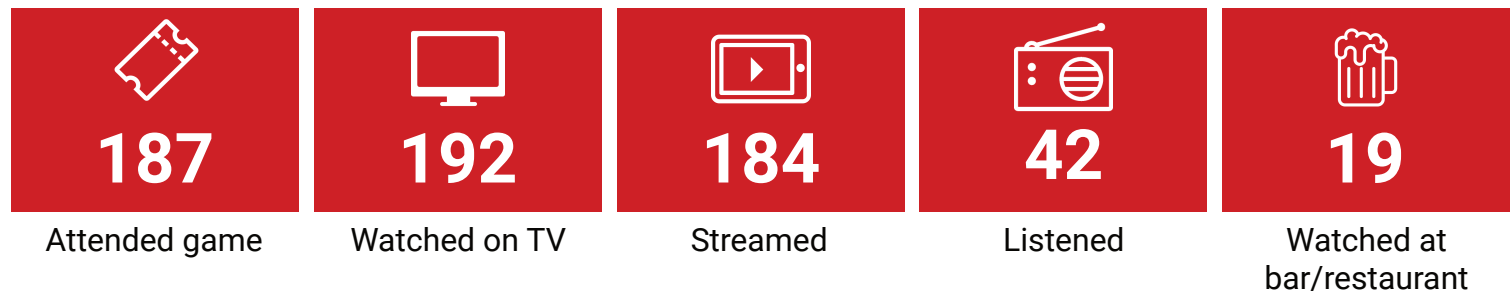 187
192
184
42
19
Attended game
Watched on TV
Streamed
Listened
Watched at
bar/restaurant